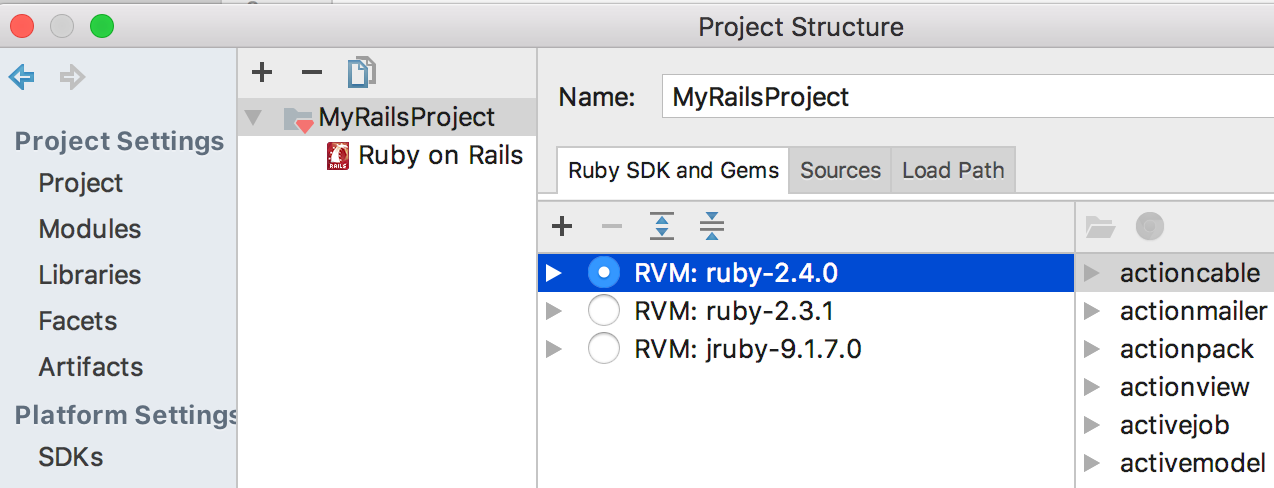 Project Structure
Project Settings
Project
Modules
Libraries
Facets
Artifacts
Platform Settings
SDKs
MyRailsProject
RAILS
Ruby on Rails
Name: MyRailsProject
Ruby SDK and Gems Sources Load Path
RVM: ruby-2.4.0
RVM: ruby-2.3.1
RVM: jruby-9.1.7.0
actioncable
actionmailer
actionpack
actionview
activejob
activemodel